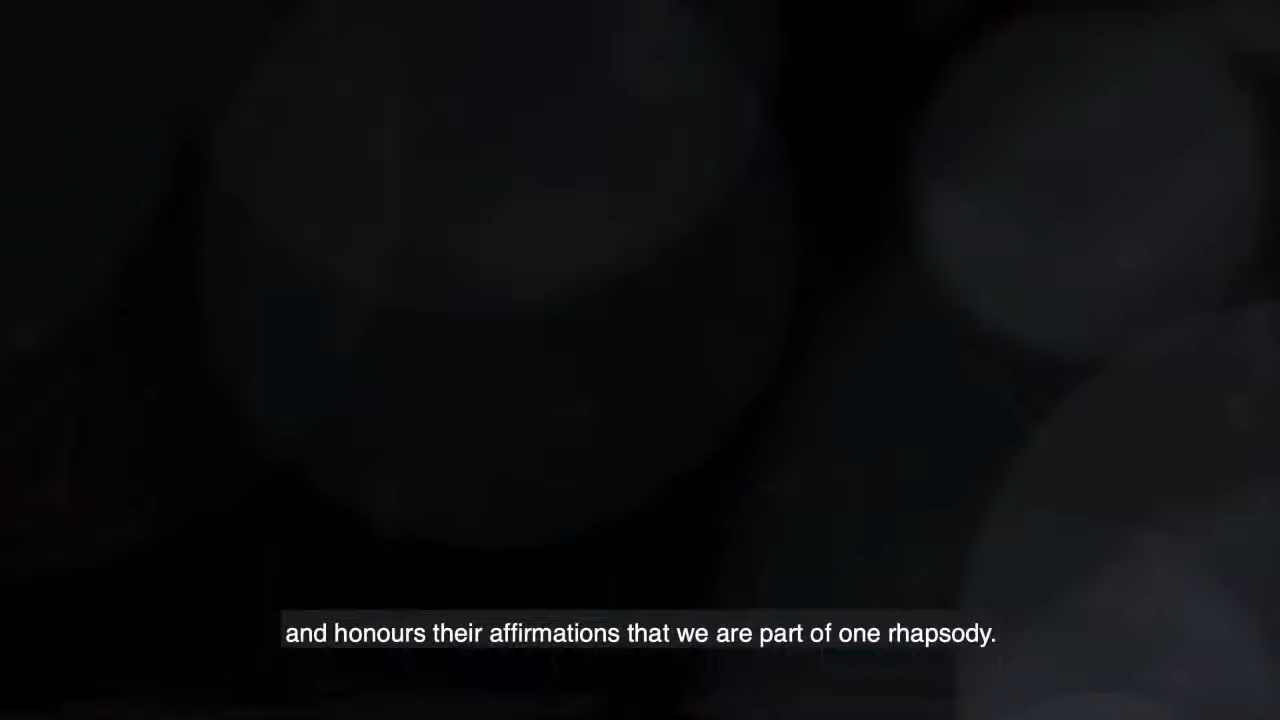 and honours their affirmations that we are part of one rhapsody.